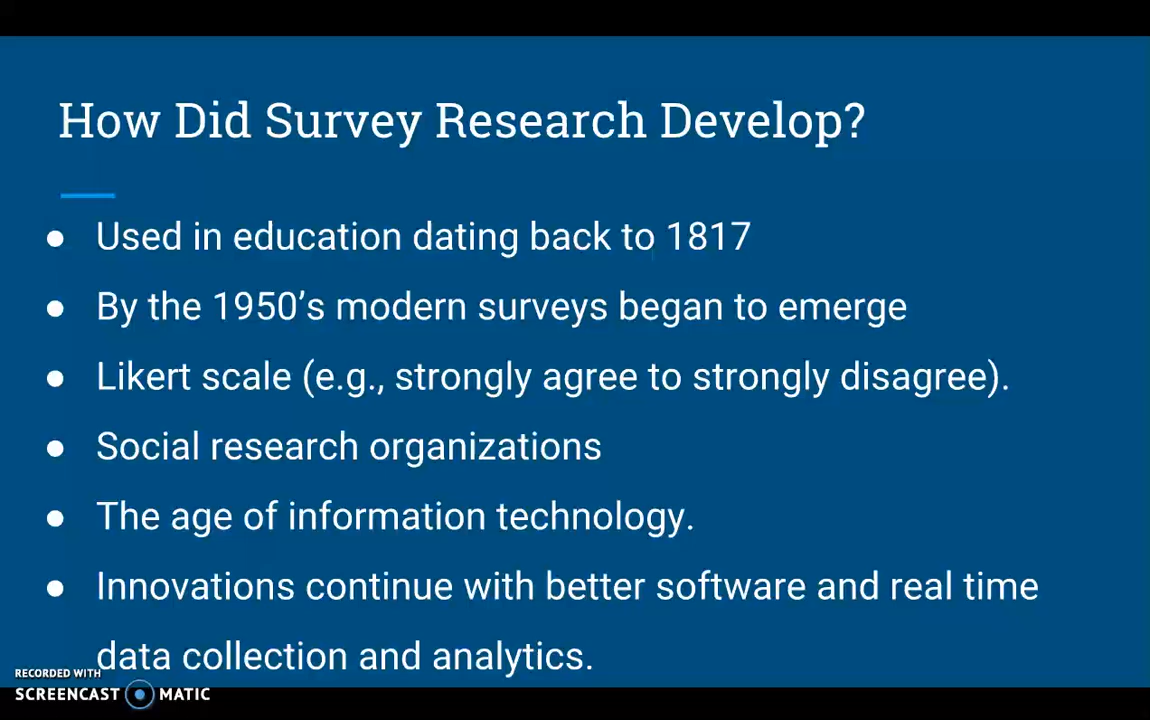 How Did Survey Research Develop?
● Used in education dating back to 1817
● By the 1950’s modern surveys began to emerge
● Likert scale (e.g., strongly agree to strongly disagree).
● Social research organizations
● The age of information technology.
● Innovations continue with better software and real time
data collection and analytics.
RECORDED WITH
SCREENCAST MATIC